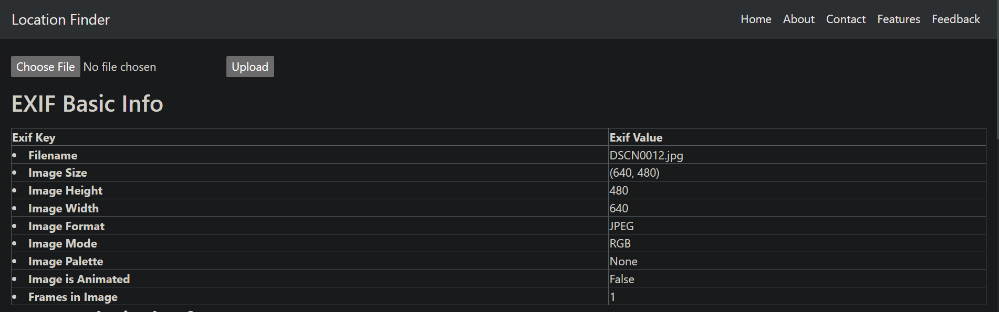 Location Finder Home About Contact Features Feedback
Choose File No file chosen Upload
EXIF Basic Info
Exif Key Exif Value
• Filename DSCN0012.jpg
• Image Size (640, 480)
• Image Height 480
• Image Width 640
• Image Format JPEG
• Image Mode RGB
• Image Palette None
• Image is Animated False
• Frames in Image 1